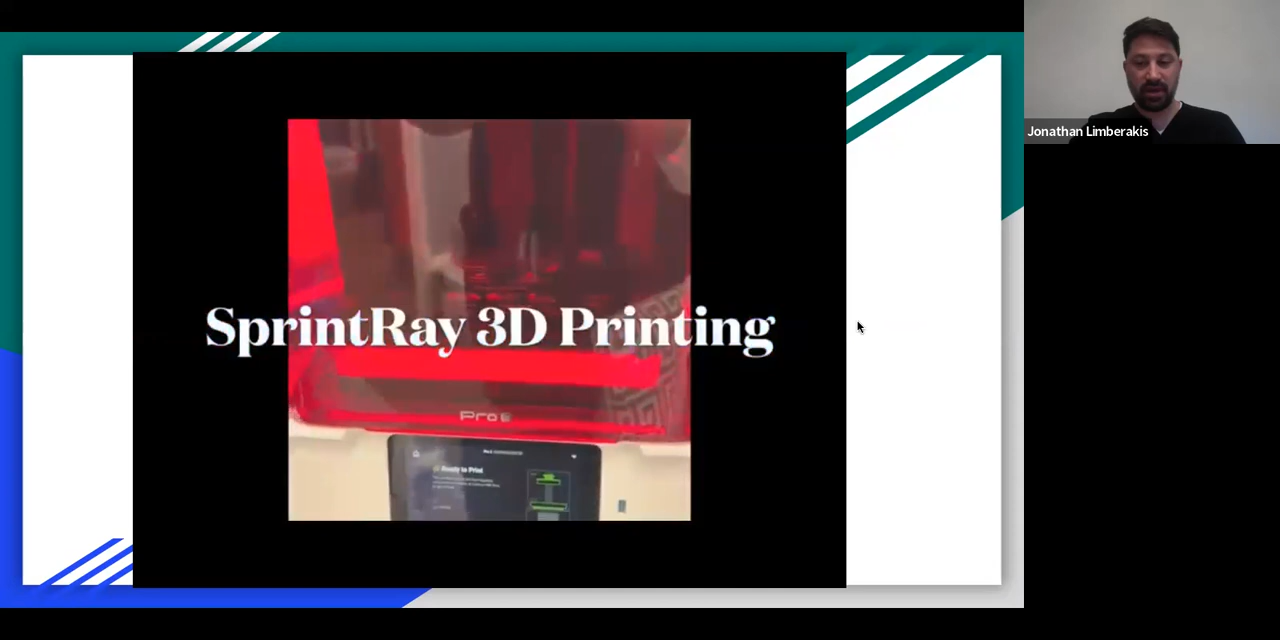 SprintRay 3D Printing
Pro S
Ready to Print
Jonathan Limberakis